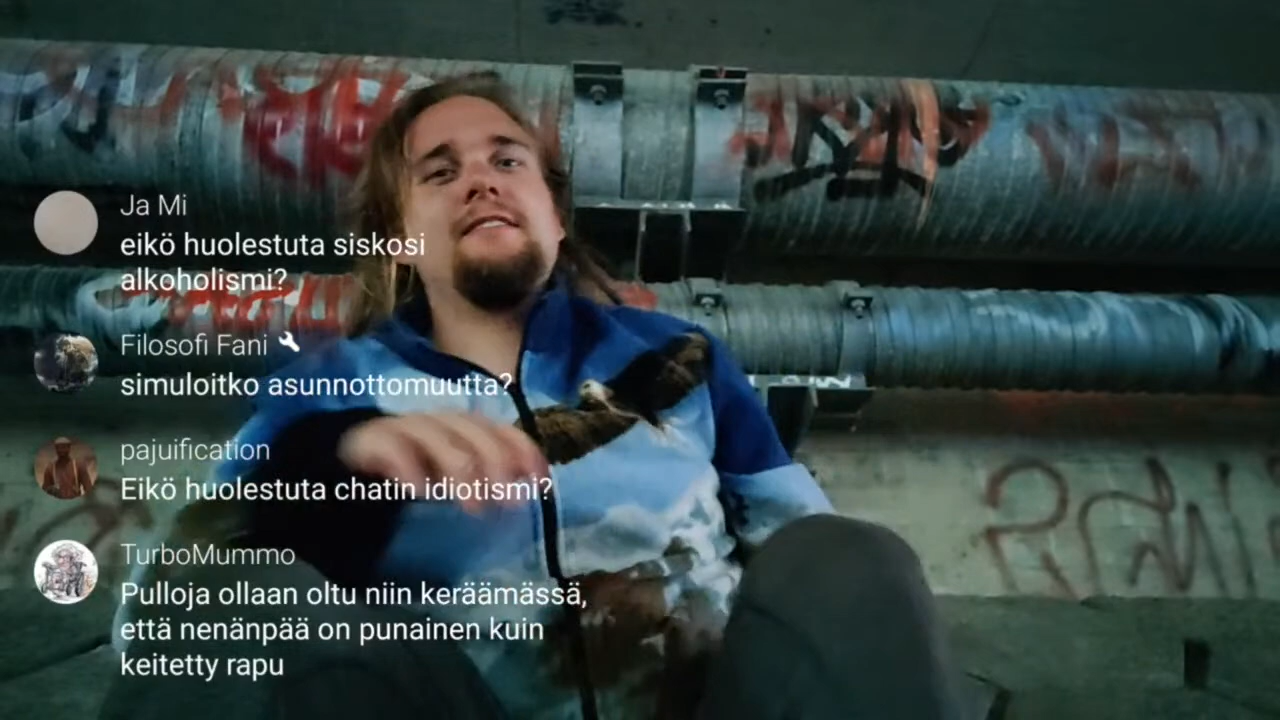 Ja Mi
eikö huolestuta siskosi
alkoholismi?
Filosofi Fani
simuloitko asunnottomuutta?
pajuification
Eikö huolestuta chatin idiotismi?
TurboMummo
Pulloja ollaan oltu niin keräämässä,
että nenänpää on punainen kuin
keitetty rapu